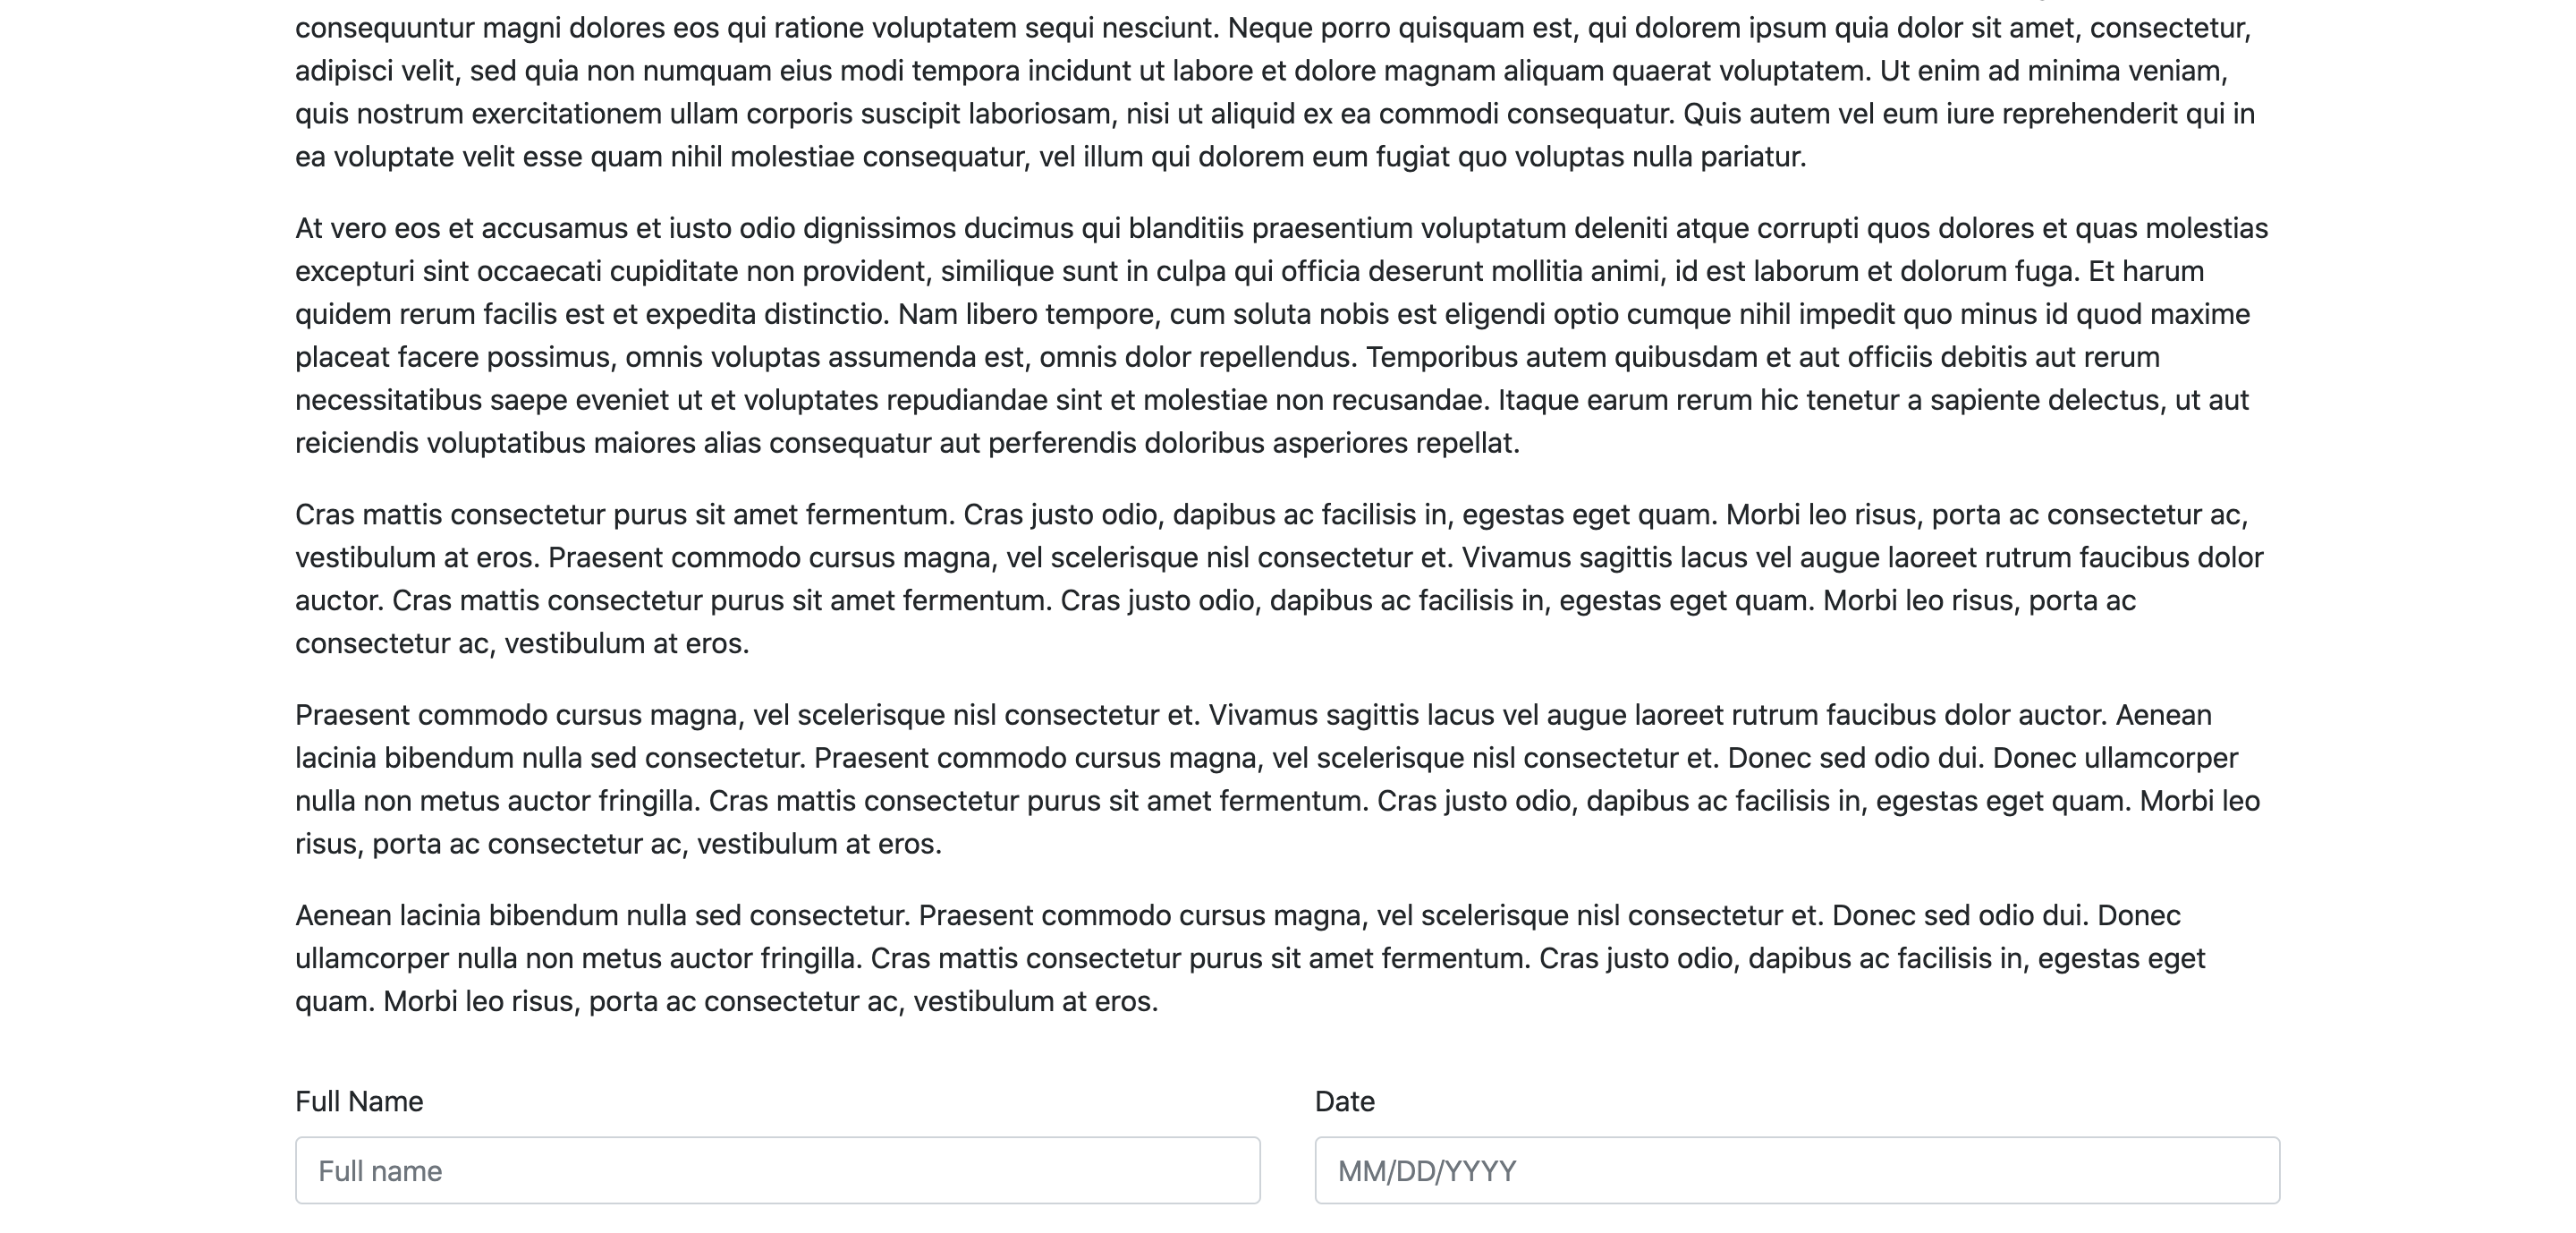 consequuntur magni dolores eos qui ratione voluptatem sequi nesciunt. Neque porro quisquam est, qui dolorem ipsum quia dolor sit amet, consectetur,
adipisci velit, sed quia non numquam eius modi tempora incidunt ut labore et dolore magnam aliquam quaerat voluptatem. Ut enim ad minima veniam,
quis nostrum exercitationem ullam corporis suscipit laboriosam, nisi ut aliquid ex ea commodi consequatur. Quis autem vel eum iure reprehenderit qui in
ea voluptate velit esse quam nihil molestiae consequatur, vel illum qui dolorem eum fugiat quo voluptas nulla pariatur.
At vero eos et accusamus et iusto odio dignissimos ducimus qui blanditiis praesentium voluptatum deleniti atque corrupti quos dolores et quas molestias
excepturi sint occaecati cupiditate non provident, similique sunt in culpa qui officia deserunt mollitia animi, id est laborum et dolorum fuga. Et harum
quidem rerum facilis est et expedita distinctio. Nam libero tempore, cum soluta nobis est eligendi optio cumque nihil impedit quo minus id quod maxime
placeat facere possimus, omnis voluptas assumenda est, omnis dolor repellendus. Temporibus autem quibusdam et aut officiis debitis aut rerum
necessitatibus saepe eveniet ut et voluptates repudiandae sint et molestiae non recusandae. Itaque earum rerum hic tenetur a sapiente delectus, ut aut
reiciendis voluptatibus maiores alias consequatur aut perferendis doloribus asperiores repellat.
Cras mattis consectetur purus sit amet fermentum. Cras justo odio, dapibus ac facilisis in, egestas eget quam. Morbi leo risus, porta ac consectetur ac,
vestibulum at eros. Praesent commodo cursus magna, vel scelerisque nisl consectetur et. Vivamus sagittis lacus vel augue laoreet rutrum faucibus dolor
auctor. Cras mattis consectetur purus sit amet fermentum. Cras justo odio, dapibus ac facilisis in, egestas eget quam. Morbi leo risus, porta ac
consectetur ac, vestibulum at eros.
Praesent commodo cursus magna, vel scelerisque nisl consectetur et. Vivamus sagittis lacus vel augue laoreet rutrum faucibus dolor auctor. Aenean
lacinia bibendum nulla sed consectetur. Praesent commodo cursus magna, vel scelerisque nisl consectetur et. Donec sed odio dui. Donec ullamcorper
nulla non metus auctor fringilla. Cras mattis consectetur purus sit amet fermentum. Cras justo odio, dapibus ac facilisis in, egestas eget quam. Morbi leo
risus, porta ac consectetur ac, vestibulum at eros.
Aenean lacinia bibendum nulla sed consectetur. Praesent commodo cursus magna, vel scelerisque nisl consectetur et. Donec sed odio dui. Donec
ullamcorper nulla non metus auctor fringilla. Cras mattis consectetur purus sit amet fermentum. Cras justo odio, dapibus ac facilisis in, egestas eget
quam. Morbi leo risus, porta ac consectetur ac, vestibulum at eros.
Full Name
Date
Full name
MM/DD/YYYY